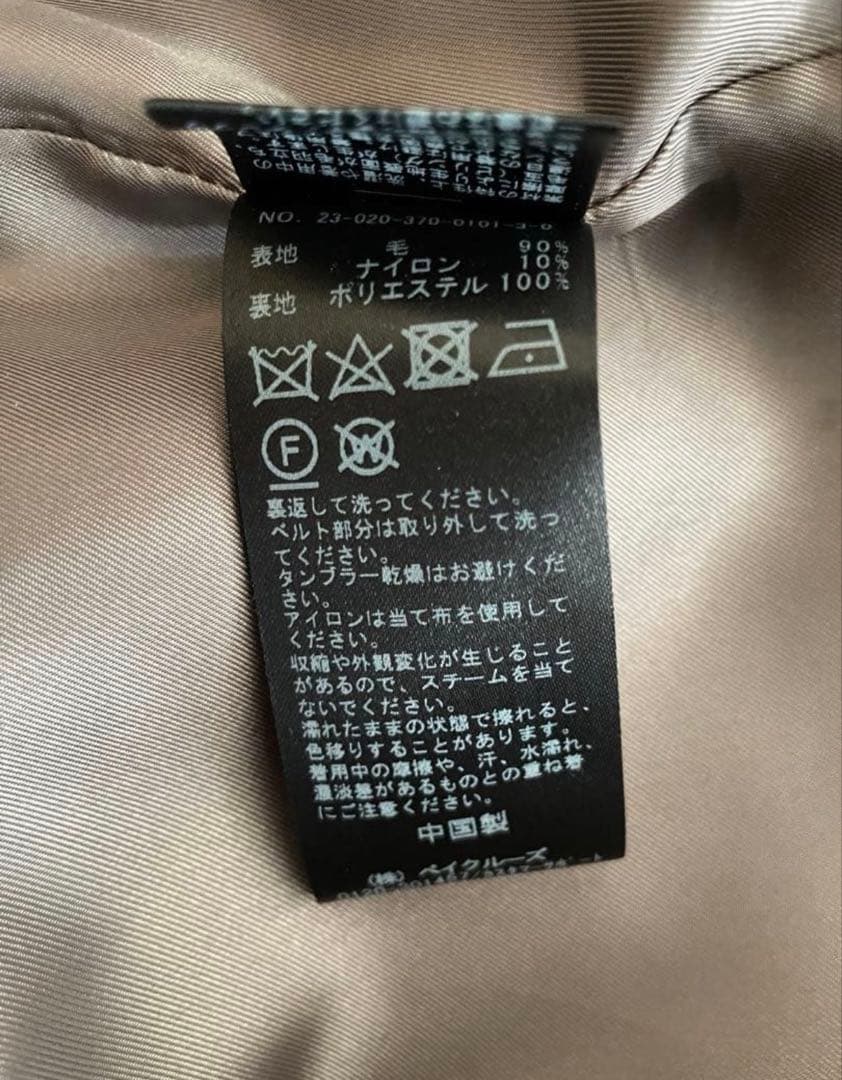 NO. 23-020-370-0101-3-0
表地 毛 90%
ナイロン 10%
裏地 ポリエステル 100%
F W
裏返して洗ってください。
ベルト部分は取り外して洗っ
てください。
タンブラー乾燥はお避けくだ
さい。
アイロンは当て布を使用して
ください。
収縮や外観変化が生じること
があるので、スチームを当て
ないでください。
濡れたままの状態で擦れると、
色移りすることがあります。
着用中の摩擦や、汗、水濡れ、
濃淡差があるものとの重ね着
にご注意ください。
中国製
(株) ベイクルーズ